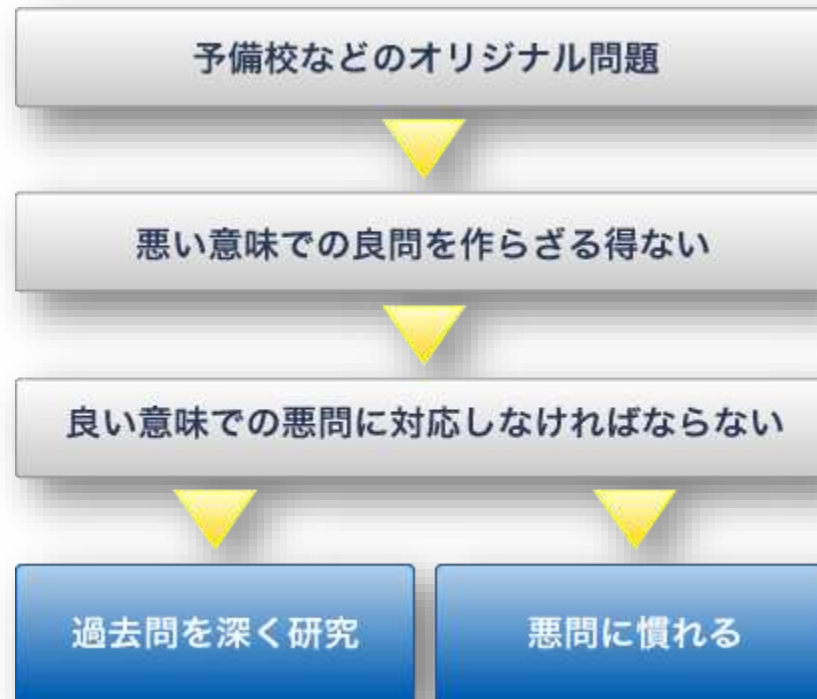 予備校などのオリジナル問題
悪い意味での良問を作らざる得ない
良い意味での悪問に対応しなければならない
過去問を深く研究
悪問に慣れる